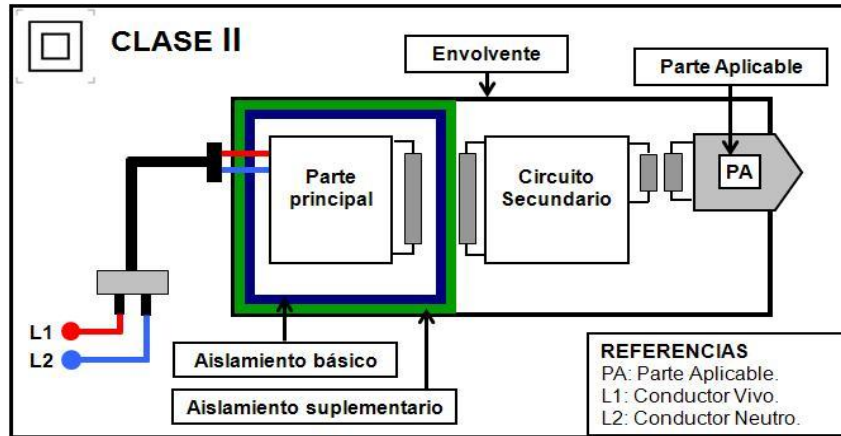 CLASE II
Envolvente
Parte Aplicable
Parte
principal
Circuito
Secundario
PA
L1
L2
Aislamiento básico
Aislamiento suplementario
REFERENCIAS
PA: Parte Aplicable.
L1: Conductor Vivo.
L2: Conductor Neutro.